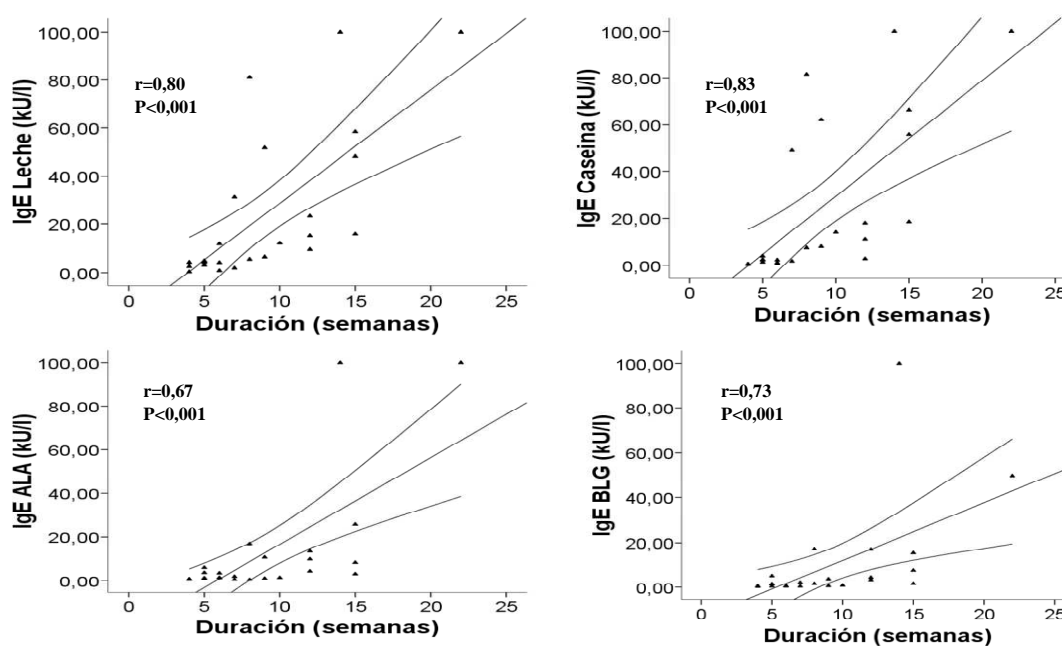 IgE Leche (kU/l)
100,00
80,00
60,00
40,00
20,00
0,00
r=0,80
P<0,001
0 5 10 15 20 25
Duración (semanas)
IgE Caseina (kU/l)
100,00
80,00
60,00
40,00
20,00
0,00
r=0,83
P<0,001
0 5 10 15 20 25
Duración (semanas)
IgE ALA (kU/l)
100,00
80,00
60,00
40,00
20,00
0,00
r=0,67
P<0,001
0 5 10 15 20 25
Duración (semanas)
IgE BLG (kU/l)
100,00
80,00
60,00
40,00
20,00
0,00
r=0,73
P<0,001
0 5 10 15 20 25
Duración (semanas)